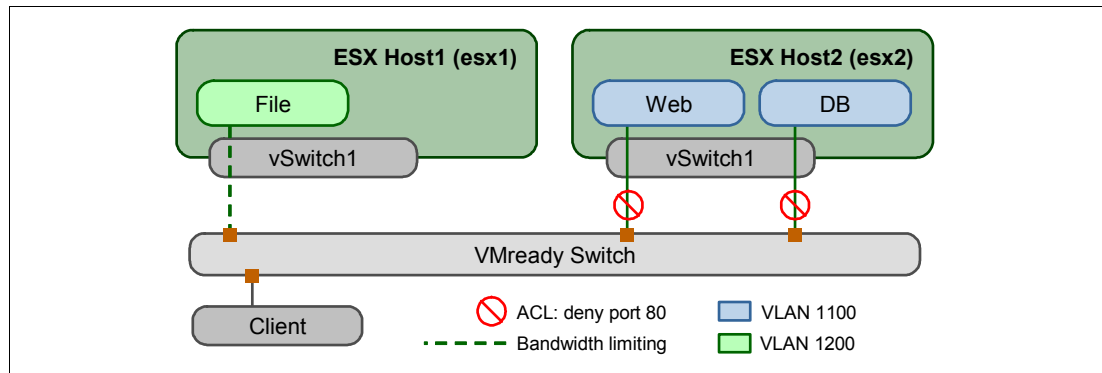 ESX Host1 (esx1)
ESX Host2 (esx2)
File
Web
DB
vSwitch1
vSwitch1
VMready Switch
Client
ACL: deny port 80
VLAN 1100
Bandwidth limiting
VLAN 1200